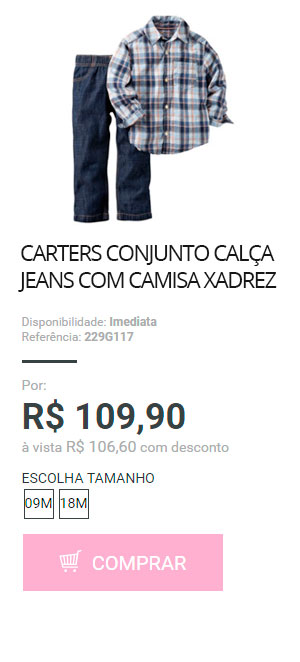 CARTERS CONJUNTO CALÇA
JEANS COM CAMISA XADREZ
Disponibilidade: Imediata
Referência: 229G117
Por:
R$ 109,90
à vista R$ 106,60 com desconto
ESCOLHA TAMANHO
09M 18M
COMPRAR